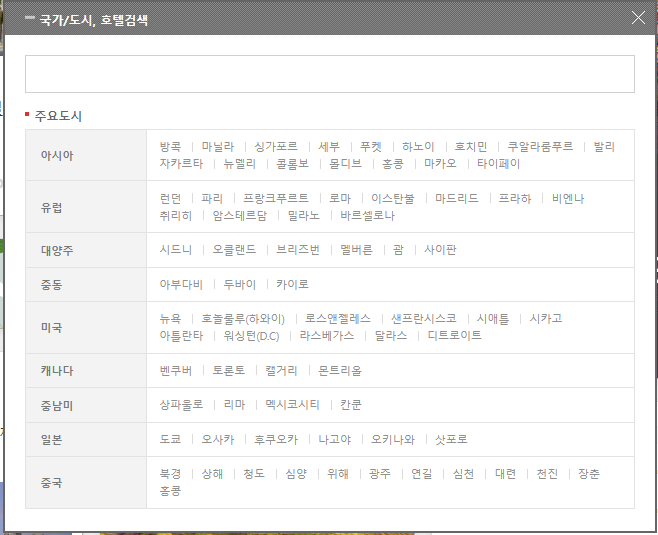 국가/도시, 호텔검색
주요도시
아시아
방콕 | 마닐라 | 싱가포르 | 세부 | 푸켓 | 하노이 | 호치민 | 쿠알라룸푸르 | 발리
자카르타 | 뉴델리 | 콜롬보 | 몰디브 | 홍콩 | 마카오 | 타이페이
유럽
런던 | 파리 | 프랑크푸르트 | 로마 | 이스탄불 | 마드리드 | 프라하 | 비엔나
취리히 | 암스테르담 | 밀라노 | 바르셀로나
대양주
시드니 | 오클랜드 | 브리즈번 | 멜버른 | 괌 | 사이판
중동
아부다비 | 두바이 | 카이로
미국
뉴욕 | 호놀룰루(하와이) | 로스앤젤레스 | 샌프란시스코 | 시애틀 | 시카고
아틀란타 | 워싱턴(D.C) | 라스베가스 | 달라스 | 디트로이트
캐나다
벤쿠버 | 토론토 | 캘거리 | 몬트리올
중남미
상파울로 | 리마 | 멕시코시티 | 칸쿤
일본
도쿄 | 오사카 | 후쿠오카 | 나고야 | 오키나와 | 삿포로
중국
북경 | 상해 | 청도 | 심양 | 위해 | 광주 | 연길 | 심천 | 대련 | 천진 | 장춘
홍콩